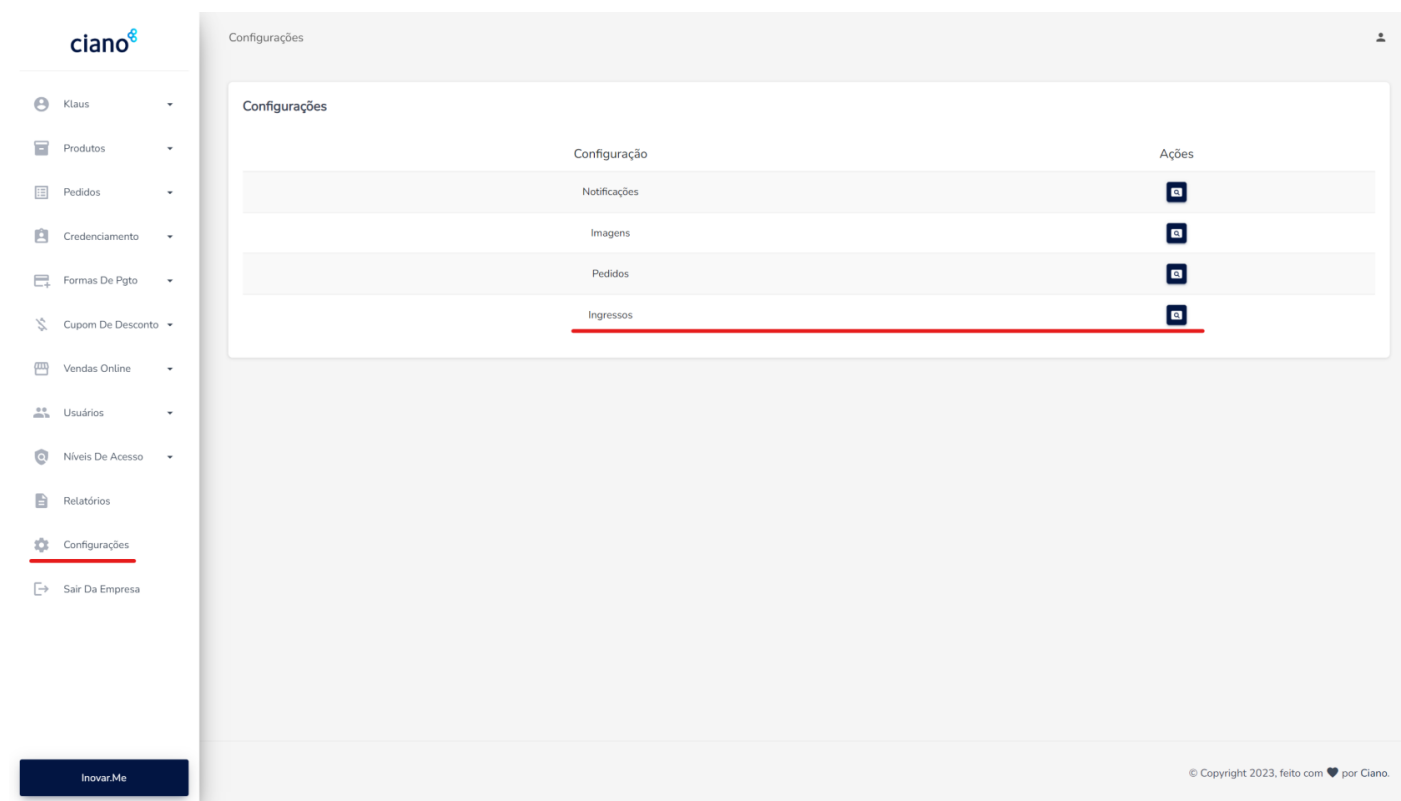 ciano
Klaus
Produtos
Pedidos
Credenciamento
Formas De Pgto
Cupom De Desconto
Vendas Online
Usuários
Níveis De Acesso
Relatórios
Configurações
Sair Da Empresa
Inovar.Me
Configurações
Configurações
Configuração Ações
Notificações
Imagens
Pedidos
Ingressos
© Copyright 2023, feito com ♥ por Ciano.